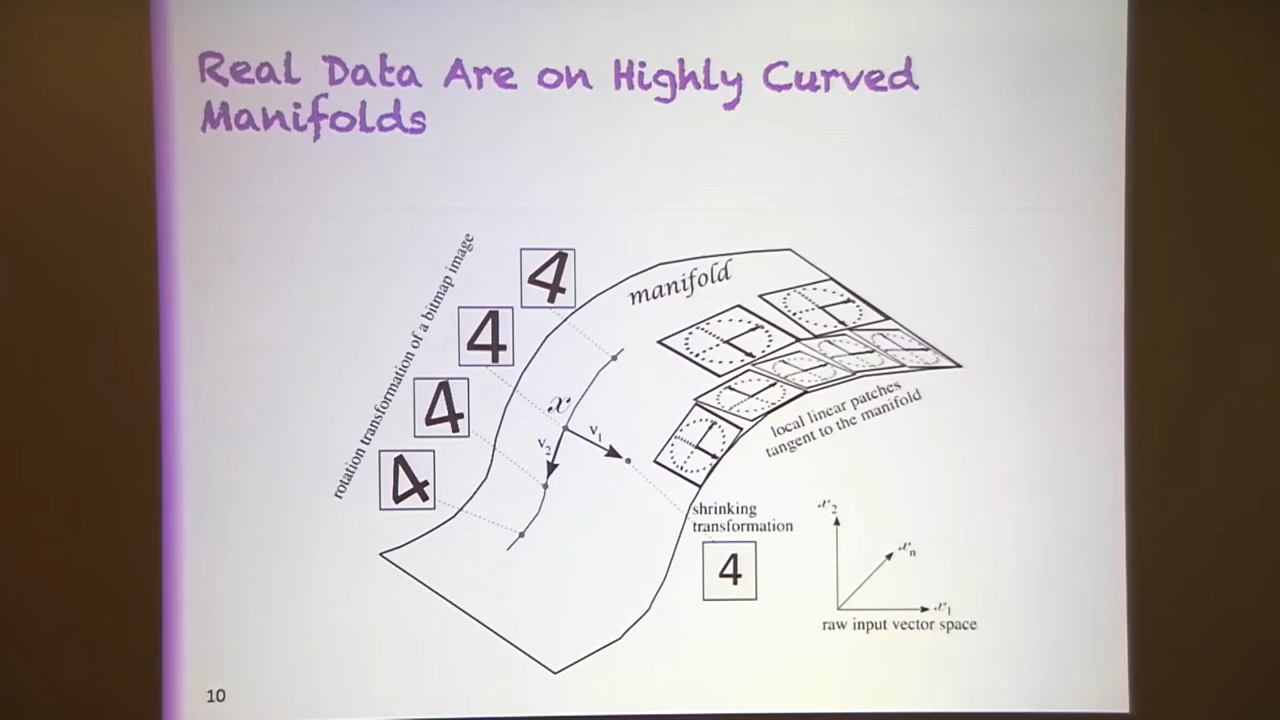 Real Data Are on Highly Curved
Manifolds
rotation transformation of a bitmap image
4
4
4
4
manifold
x
v1
v2
local linear patches
tangent to the manifold
shrinking
transformation
4
x2
xn
x1
raw input vector space
10